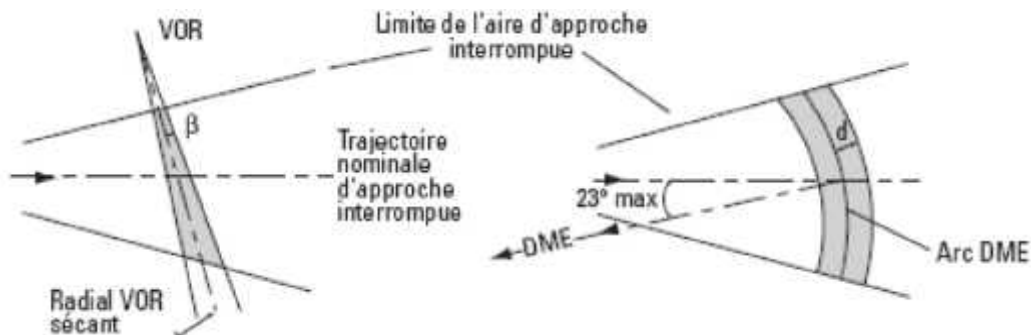 VOR
Limite de l'aire d'approche
interrompue
β
Trajectoire
nominale
d'approche
interrompue
Radial VOR
sécant
d
23° max
DME
Arc DME